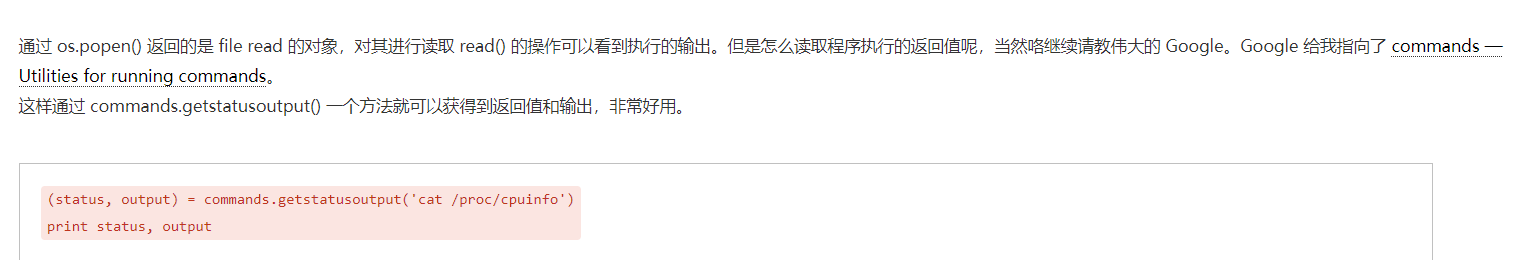 通过 os.popen() 返回的是 file read 的对象，对其进行读取 read() 的操作可以看到执行的输出。但是怎么读取程序执行的返回值呢，当然咯继续请教伟大的 Google。Google 给我指向了 commands —
Utilities for running commands。
这样通过 commands.getstatusoutput() 一个方法就可以获得到返回值和输出，非常好用。
(status, output) = commands.getstatusoutput('cat /proc/cpuinfo')
print status, output